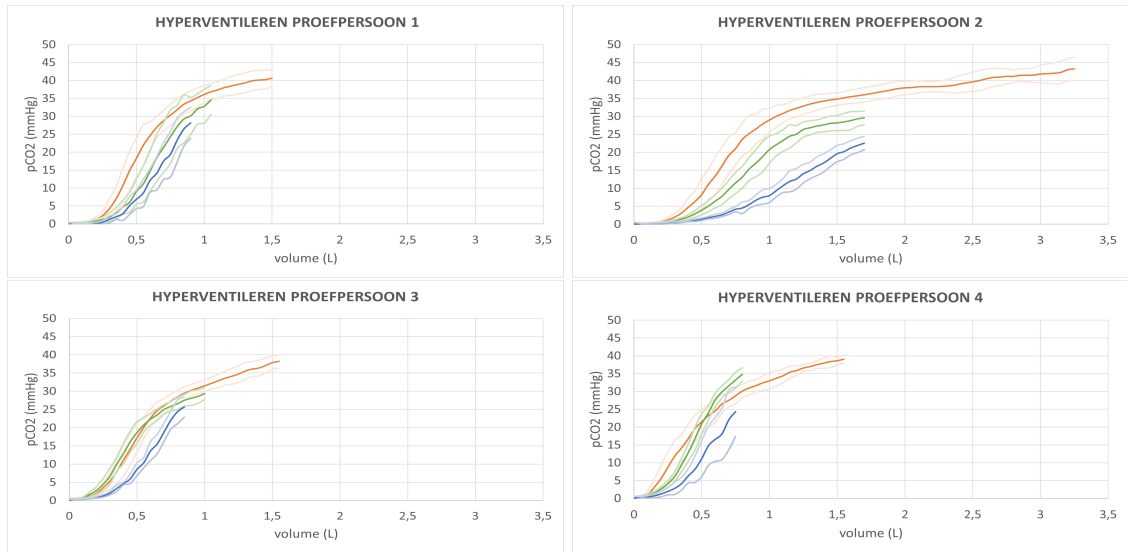 HYPERVENTILEREN PROEFPERSOON 1
pCO2 (mmHg)
50
45
40
35
30
25
20
15
10
5
0
0 0,5 1 1,5 2 2,5 3 3,5
volume (L)
HYPERVENTILEREN PROEFPERSOON 2
pCO2 (mmHg)
50
45
40
35
30
25
20
15
10
5
0
0 0,5 1 1,5 2 2,5 3 3,5
volume (L)
HYPERVENTILEREN PROEFPERSOON 3
pCO2 (mmHg)
50
45
40
35
30
25
20
15
10
5
0
0 0,5 1 1,5 2 2,5 3 3,5
volume (L)
HYPERVENTILEREN PROEFPERSOON 4
pCO2 (mmHg)
50
45
40
35
30
25
20
15
10
5
0
0 0,5 1 1,5 2 2,5 3 3,5
volume (L)